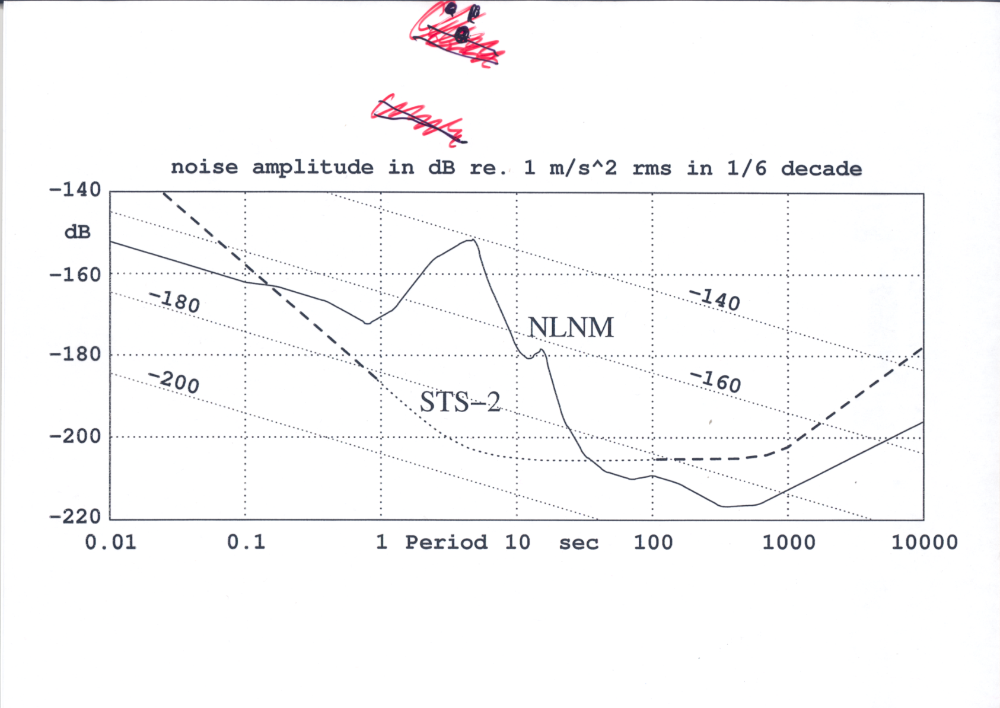 noise amplitude in dB re. 1 m/s^2 rms in 1/6 decade
-140
dB
-160
-180
-200
-220
-180
-200
-140
-160
NLNM
STS-2
0.01 0.1 1 Period 10 sec 100 1000 10000